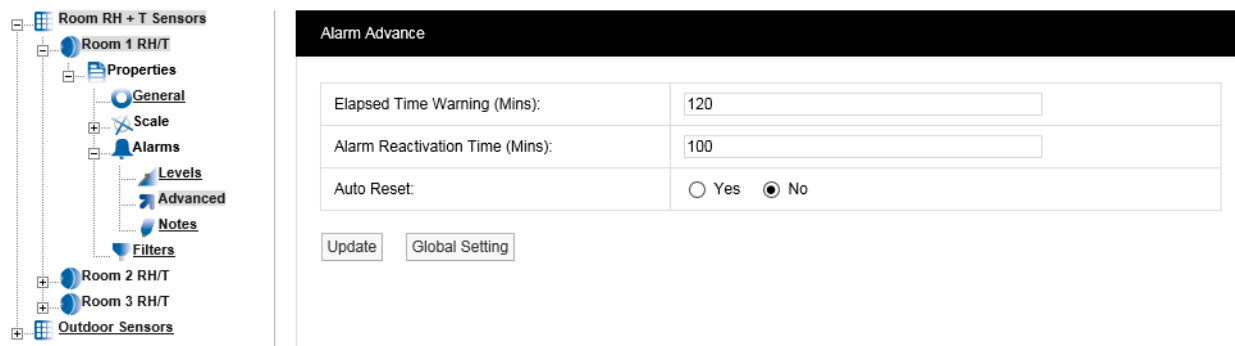 Room RH + T Sensors
Room 1 RH/T
Properties
General
Scale
Alarms
Levels
Advanced
Notes
Filters
Room 2 RH/T
Room 3 RH/T
Outdoor Sensors
Alarm Advance
Elapsed Time Warning (Mins): 120
Alarm Reactivation Time (Mins): 100
Auto Reset: Yes No
Update Global Setting